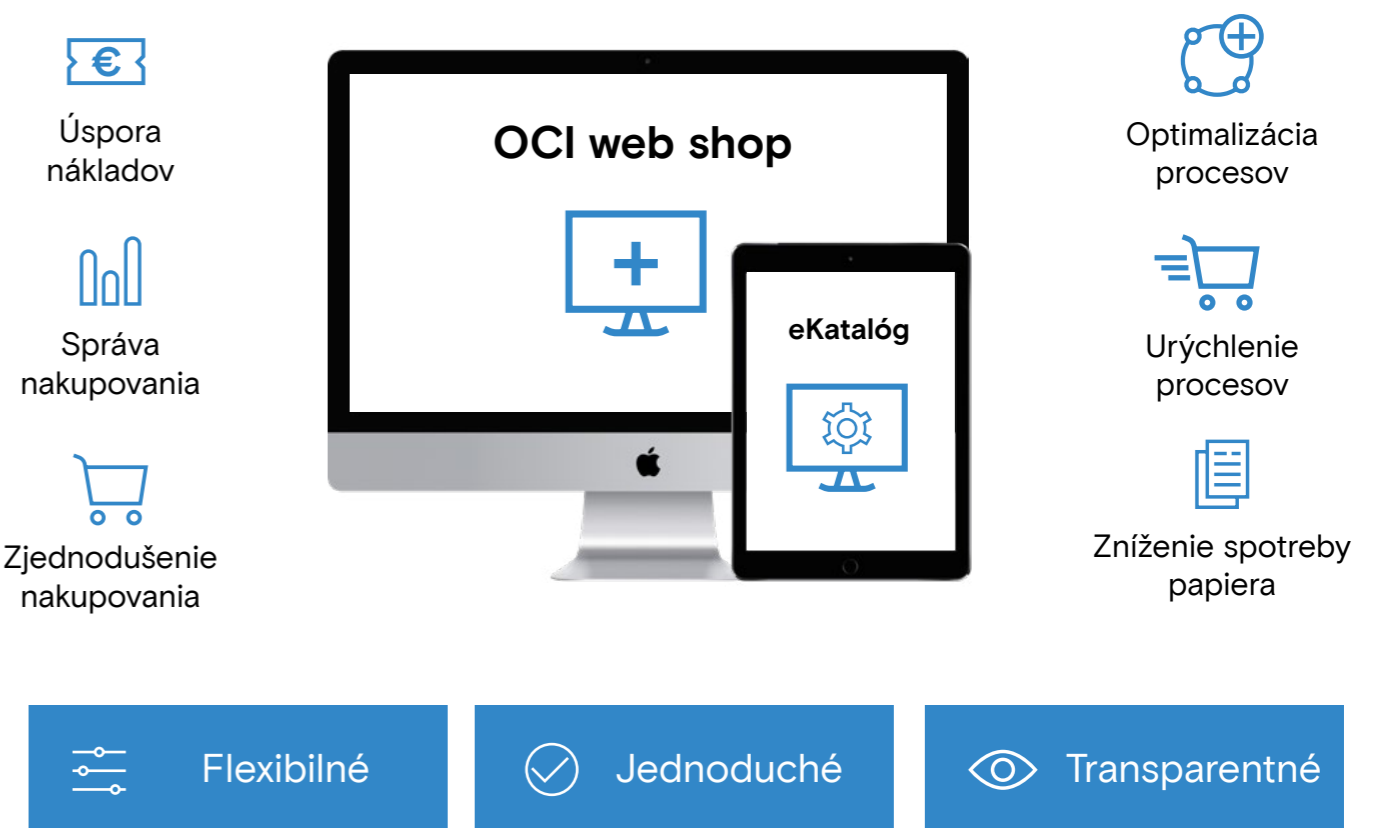 Úspora
nákladov
Správa
nakupovania
Zjednodušenie
nakupovania
OCI web shop
eKatalóg
Optimalizácia
procesov
Urýchlenie
procesov
Zníženie spotreby
papiera
Flexibilné
Jednoduché
Transparentné